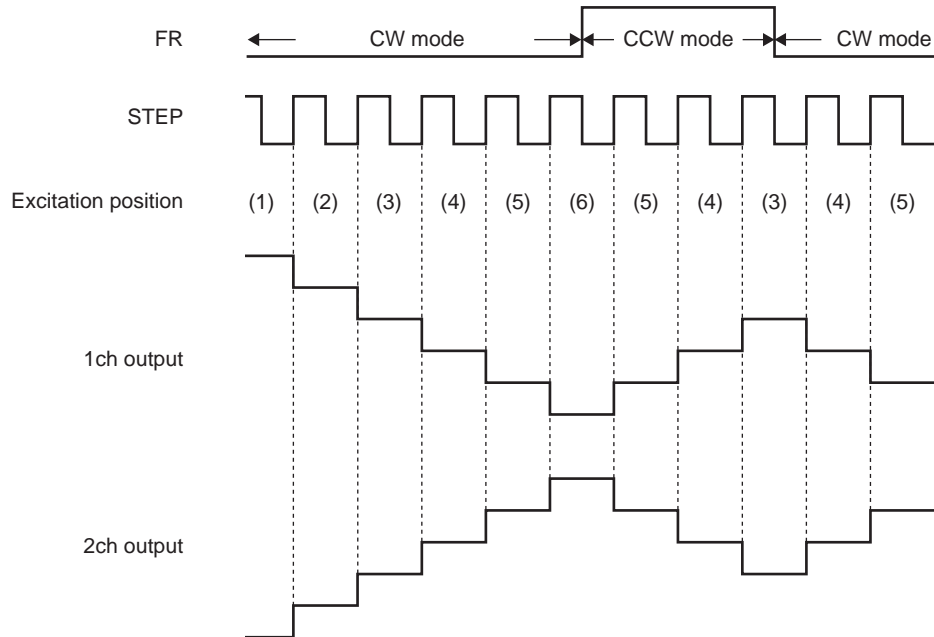 FR
CW mode
CCW mode
CW mode
STEP
Excitation position
(1) (2) (3) (4) (5) (6) (5) (4) (3) (4) (5)
1ch output
2ch output